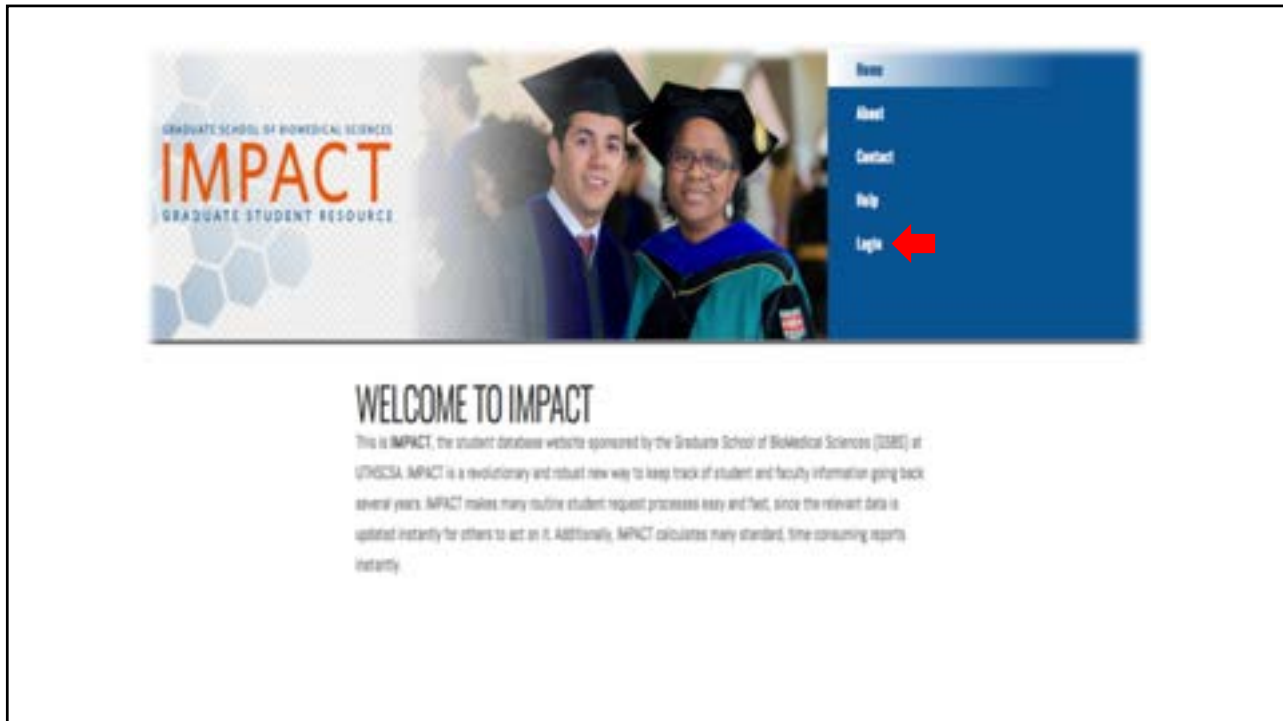 GRADUATE SCHOOL OF BIOMEDICAL SCIENCES
IMPACT
GRADUATE STUDENT RESOURCE
Home
About
Contact
Help
Login
WELCOME TO IMPACT
This is IMPACT, the student database website sponsored by the Graduate School of BioMedical Sciences (GSBS) at
UTHSCSA. IMPACT is a revolutionary and robust new way to keep track of student and faculty information going back
several years. IMPACT makes many routine student request processes easy and fast, since the relevant data is
updated instantly for others to act on it. Additionally, IMPACT calculates many standard, time consuming reports
instantly.